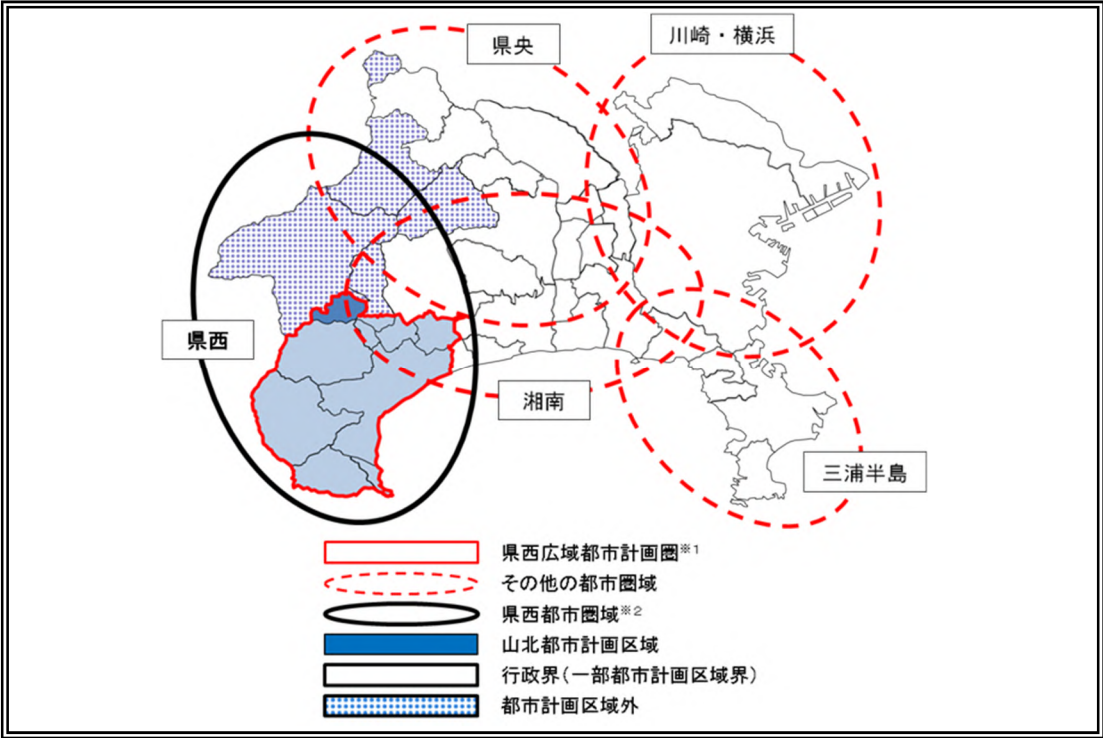 県央
川崎・横浜
県西
湘南
三浦半島
県西広域都市計画圏※1
その他の都市圏域
県西都市圏域※2
山北都市計画区域
行政界(一部都市計画区域界)
都市計画区域外